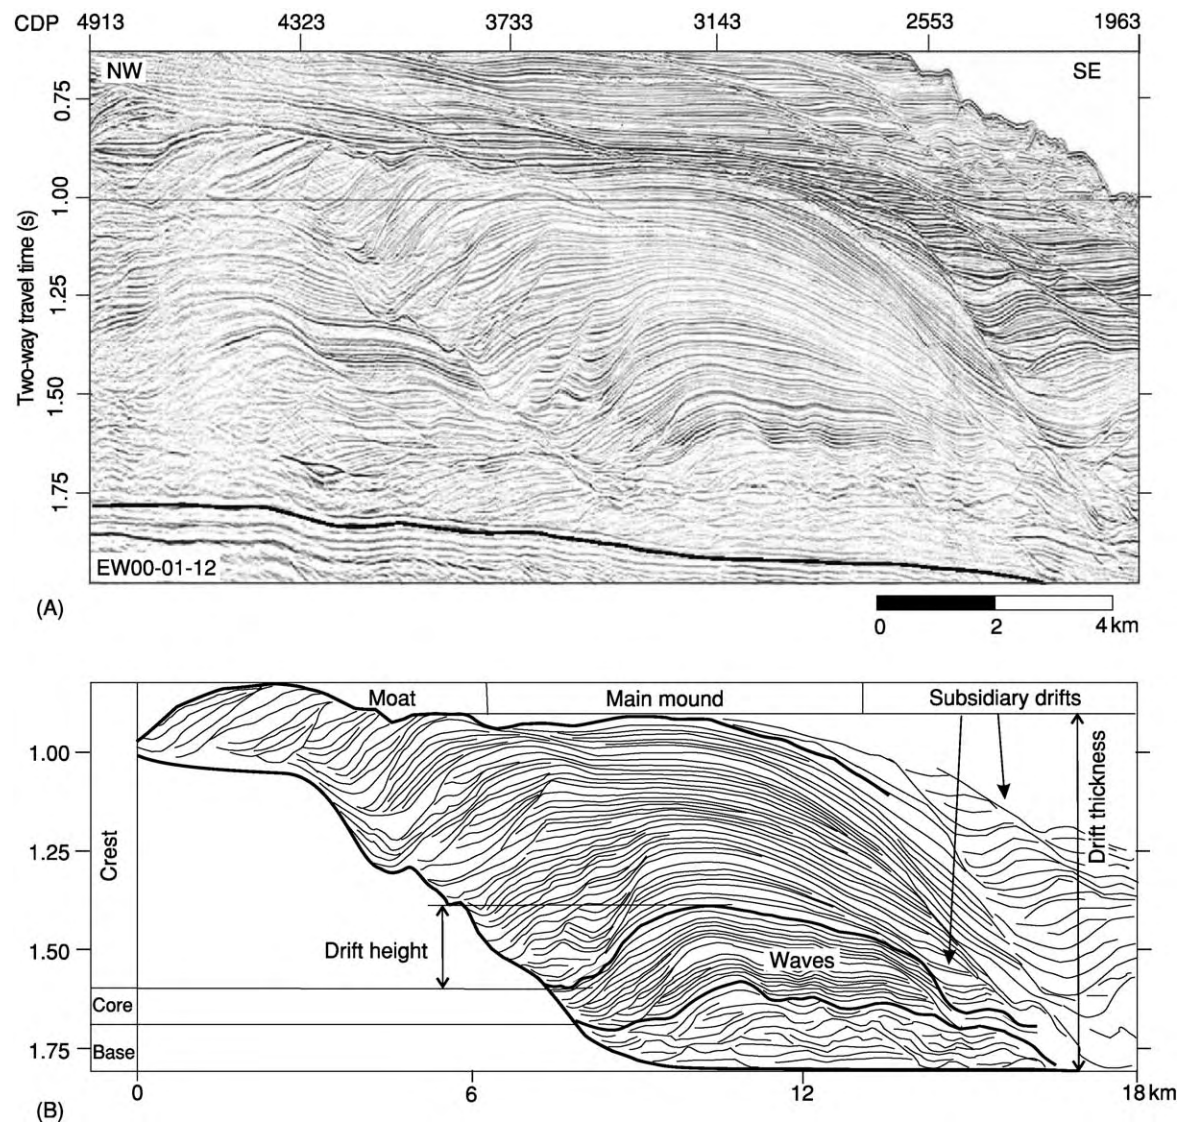 CDP 4913 4323 3733 3143 2553 1963
NW SE
0.75
1.00
1.25
1.50
1.75
Two-way travel time (s)
EW00-01-12
(A)
0 2 4 km
Moat Main mound Subsidiary drifts
1.00
1.25
1.50
1.75
Crest
Core
Base
Drift height
Waves
Drift thickness
0 6 12 18 km
(B)